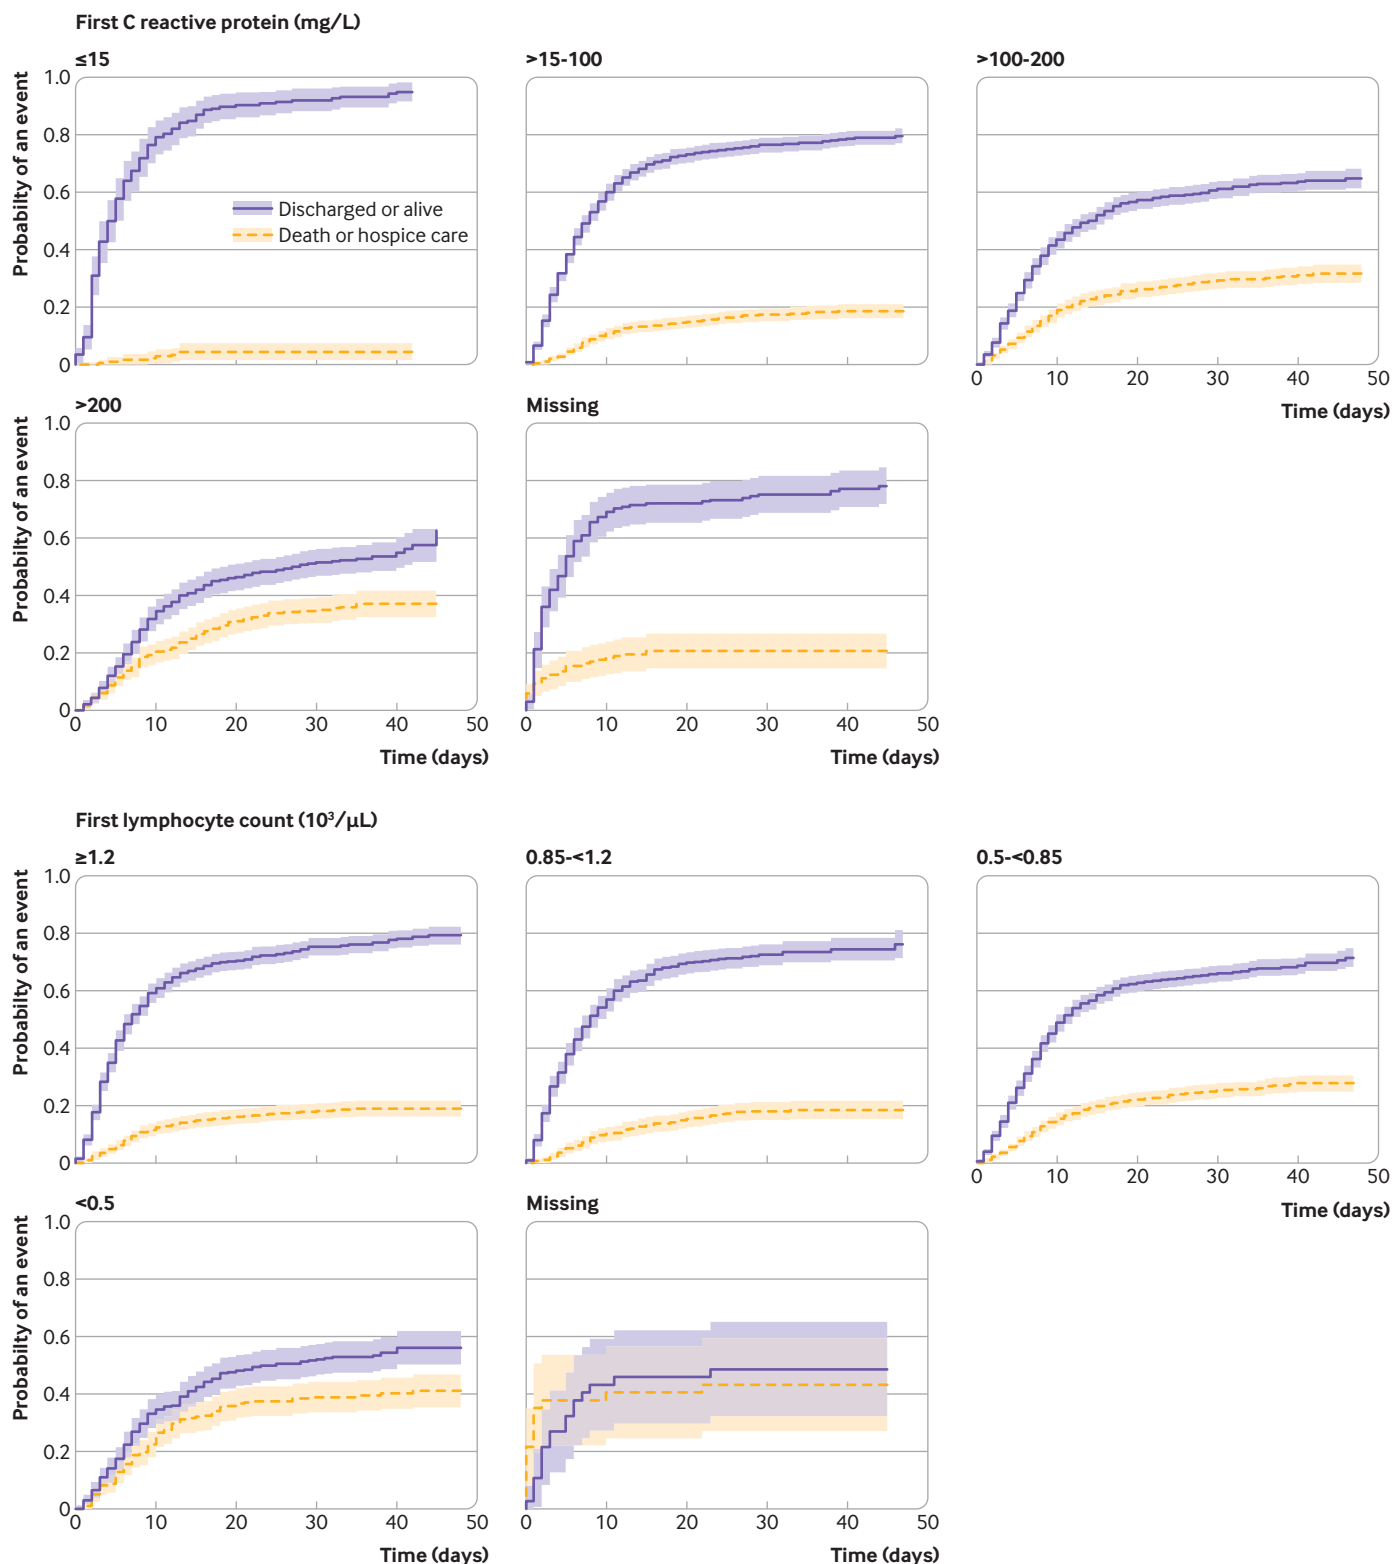 First C reactive protein (mg/L)
≤15
>15-100
>100-200
Probabilty of an event
1.0
0.8
0.6
0.4
0.2
0
Discharged or alive
Death or hospice care
0 10 20 30 40 50
Time (days)
>200
Missing
Probabilty of an event
1.0
0.8
0.6
0.4
0.2
0
0 10 20 30 40 50
Time (days)
0 10 20 30 40 50
Time (days)
First lymphocyte count (10³/μL)
≥1.2
0.85-<1.2
0.5-<0.85
Probabilty of an event
1.0
0.8
0.6
0.4
0.2
0
0 10 20 30 40 50
Time (days)
<0.5
Missing
Probabilty of an event
1.0
0.8
0.6
0.4
0.2
0
0 10 20 30 40 50
Time (days)
0 10 20 30 40 50
Time (days)